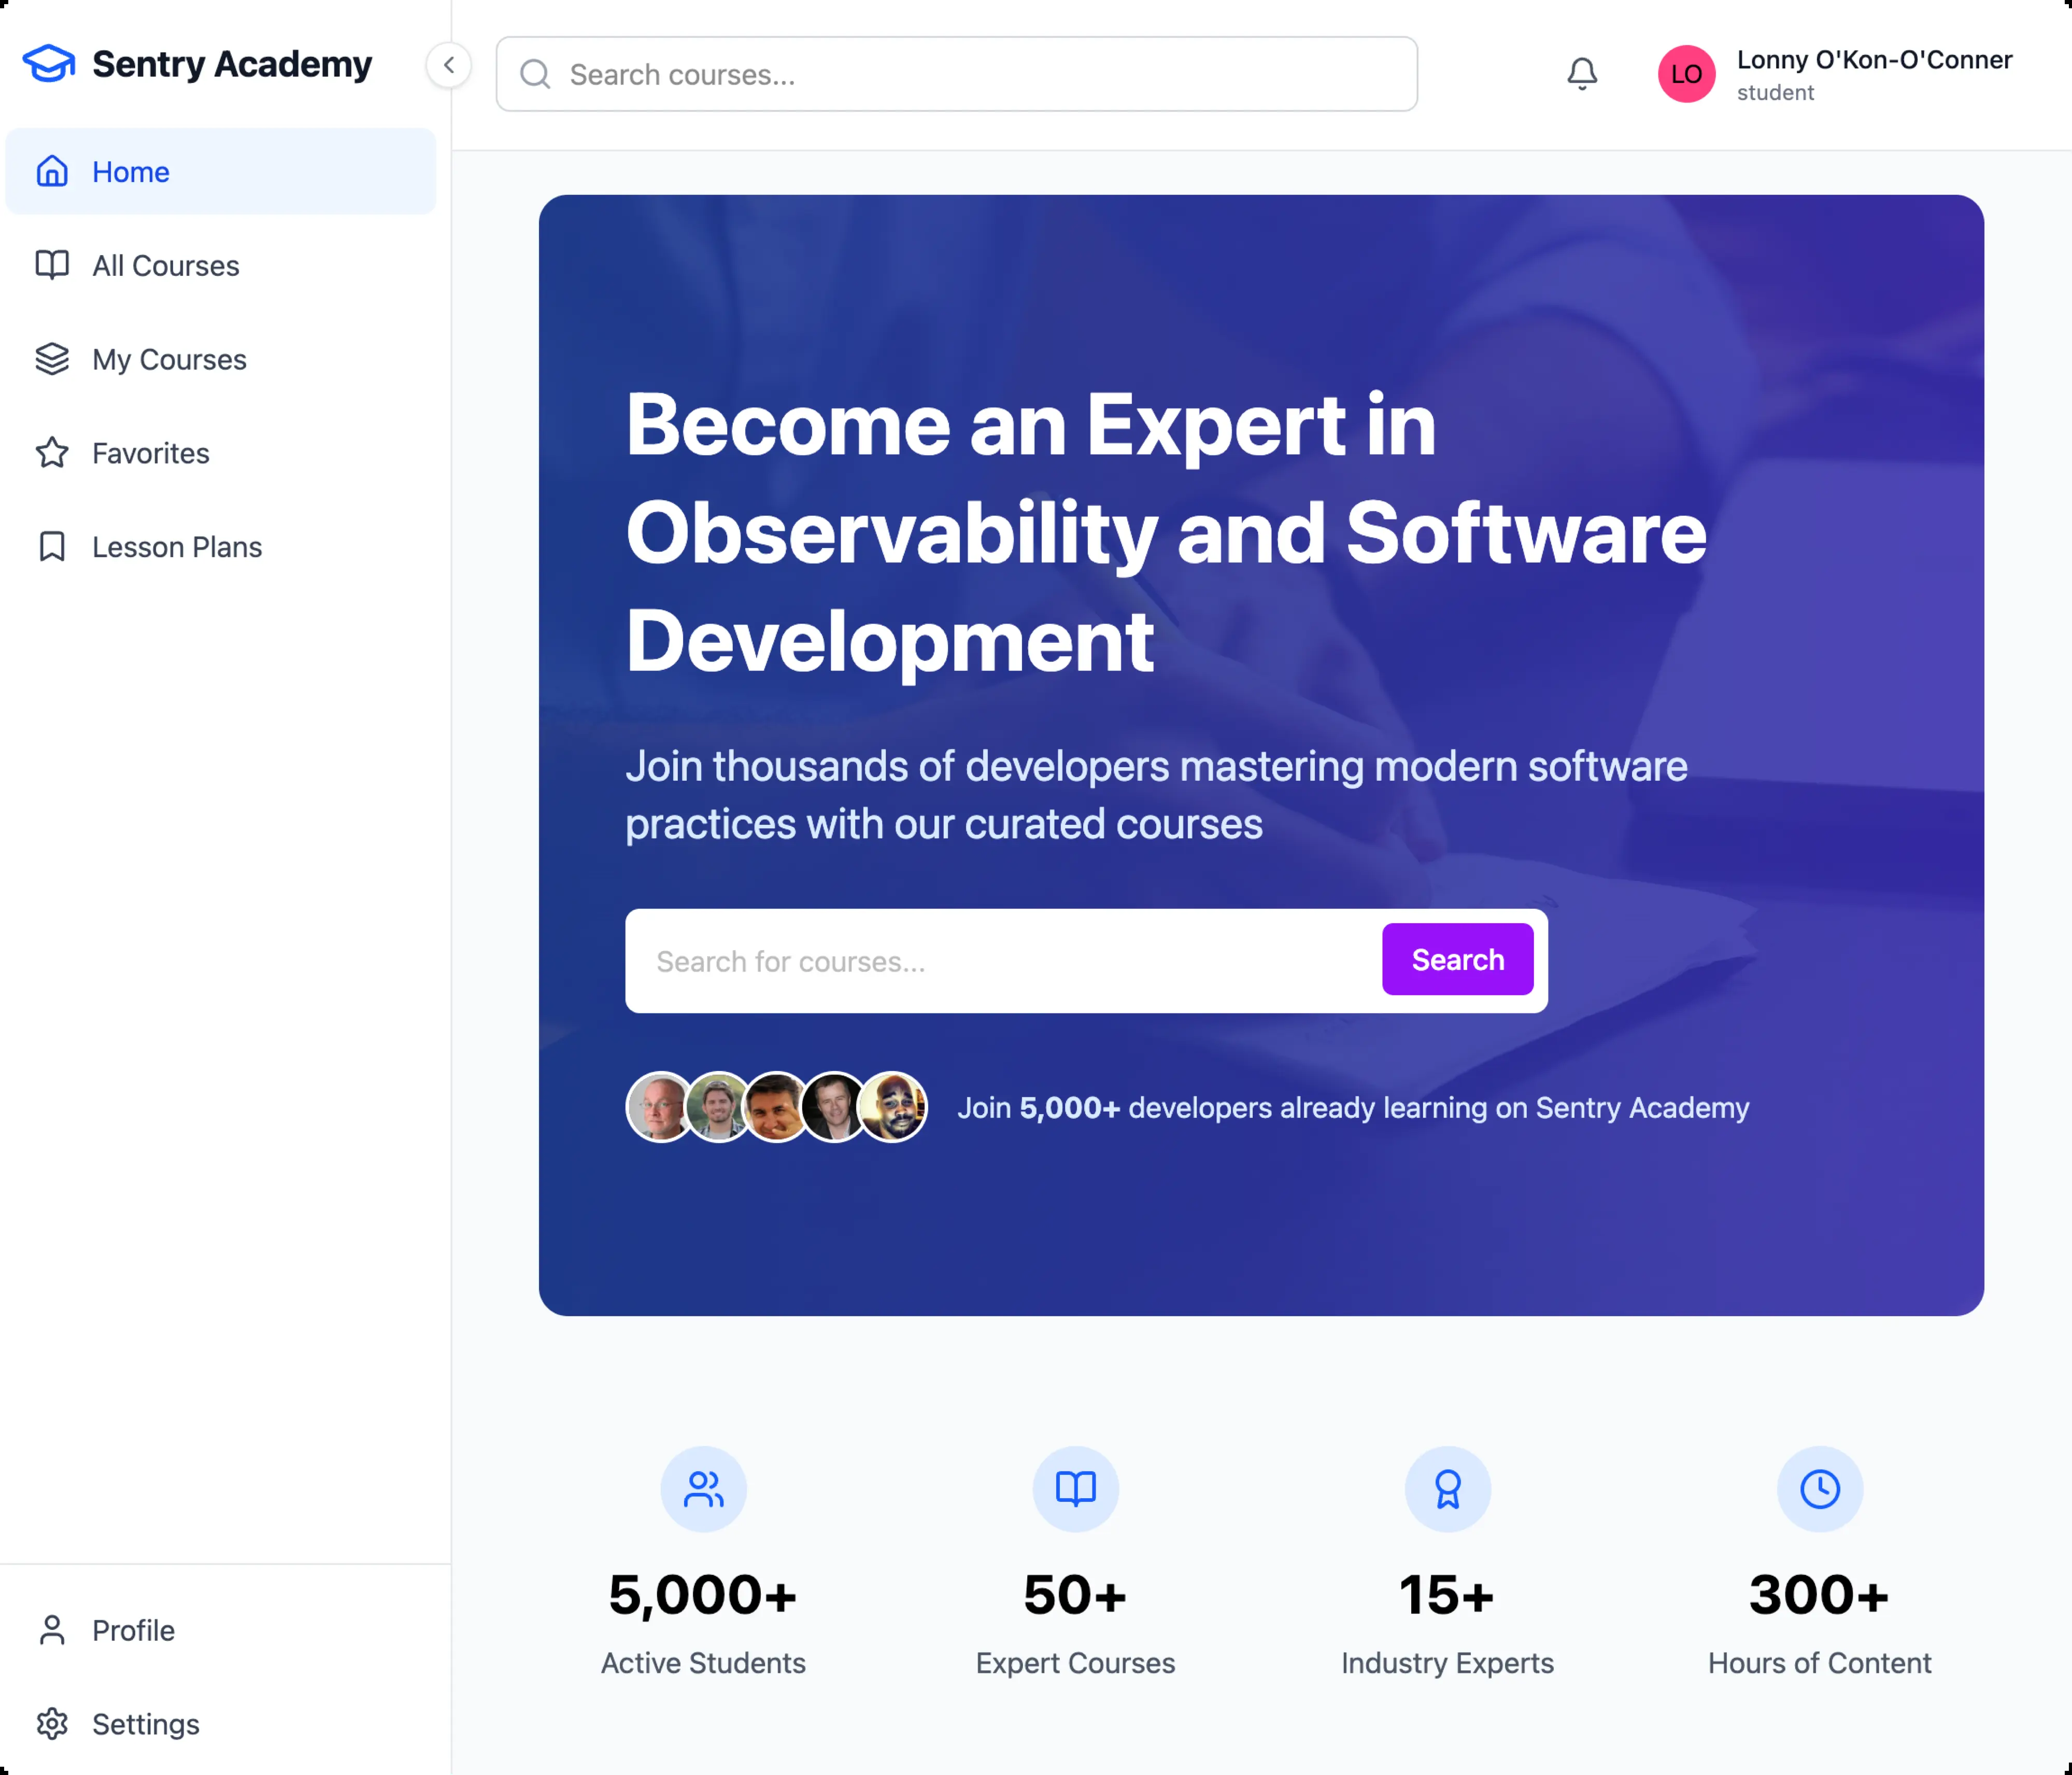 Sentry Academy
Home
All Courses
My Courses
Favorites
Lesson Plans
Profile
Settings
Search courses...
LO
Lonny O'Kon-O'Conner
student
Become an Expert in
Observability and Software
Development
Join thousands of developers mastering modern software
practices with our curated courses
Search for courses...
Search
Join 5,000+ developers already learning on Sentry Academy
5,000+
Active Students
50+
Expert Courses
15+
Industry Experts
300+
Hours of Content